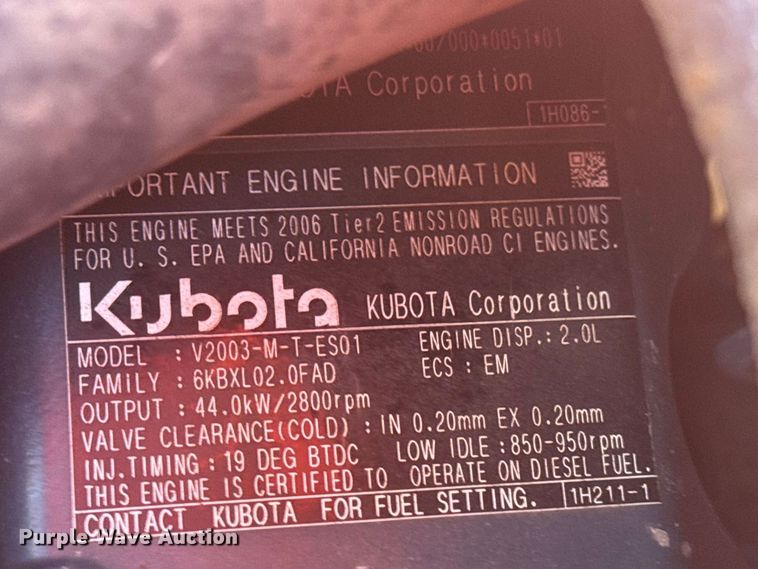 Corporation
1H086-
IMPORTANT ENGINE INFORMATION
THIS ENGINE MEETS 2006 Tier2 EMISSION REGULATIONS
FOR U. S. EPA AND CALIFORNIA NONROAD CI ENGINES.
Kubota KUBOTA Corporation
MODEL : V2003-M-T-ES01 ENGINE DISP.: 2.0L
FAMILY : 6KBXL02.0FAD ECS : EM
OUTPUT : 44.0kW/2800rpm
VALVE CLEARANCE(COLD) : IN 0.20mm EX 0.20mm
INJ.TIMING : 19 DEG BTDC LOW IDLE :850-950rpm
THIS ENGINE IS CERTIFIED TO OPERATE ON DIESEL FUEL.
CONTACT KUBOTA FOR FUEL SETTING. 1H211-1
Purple Wave Auction